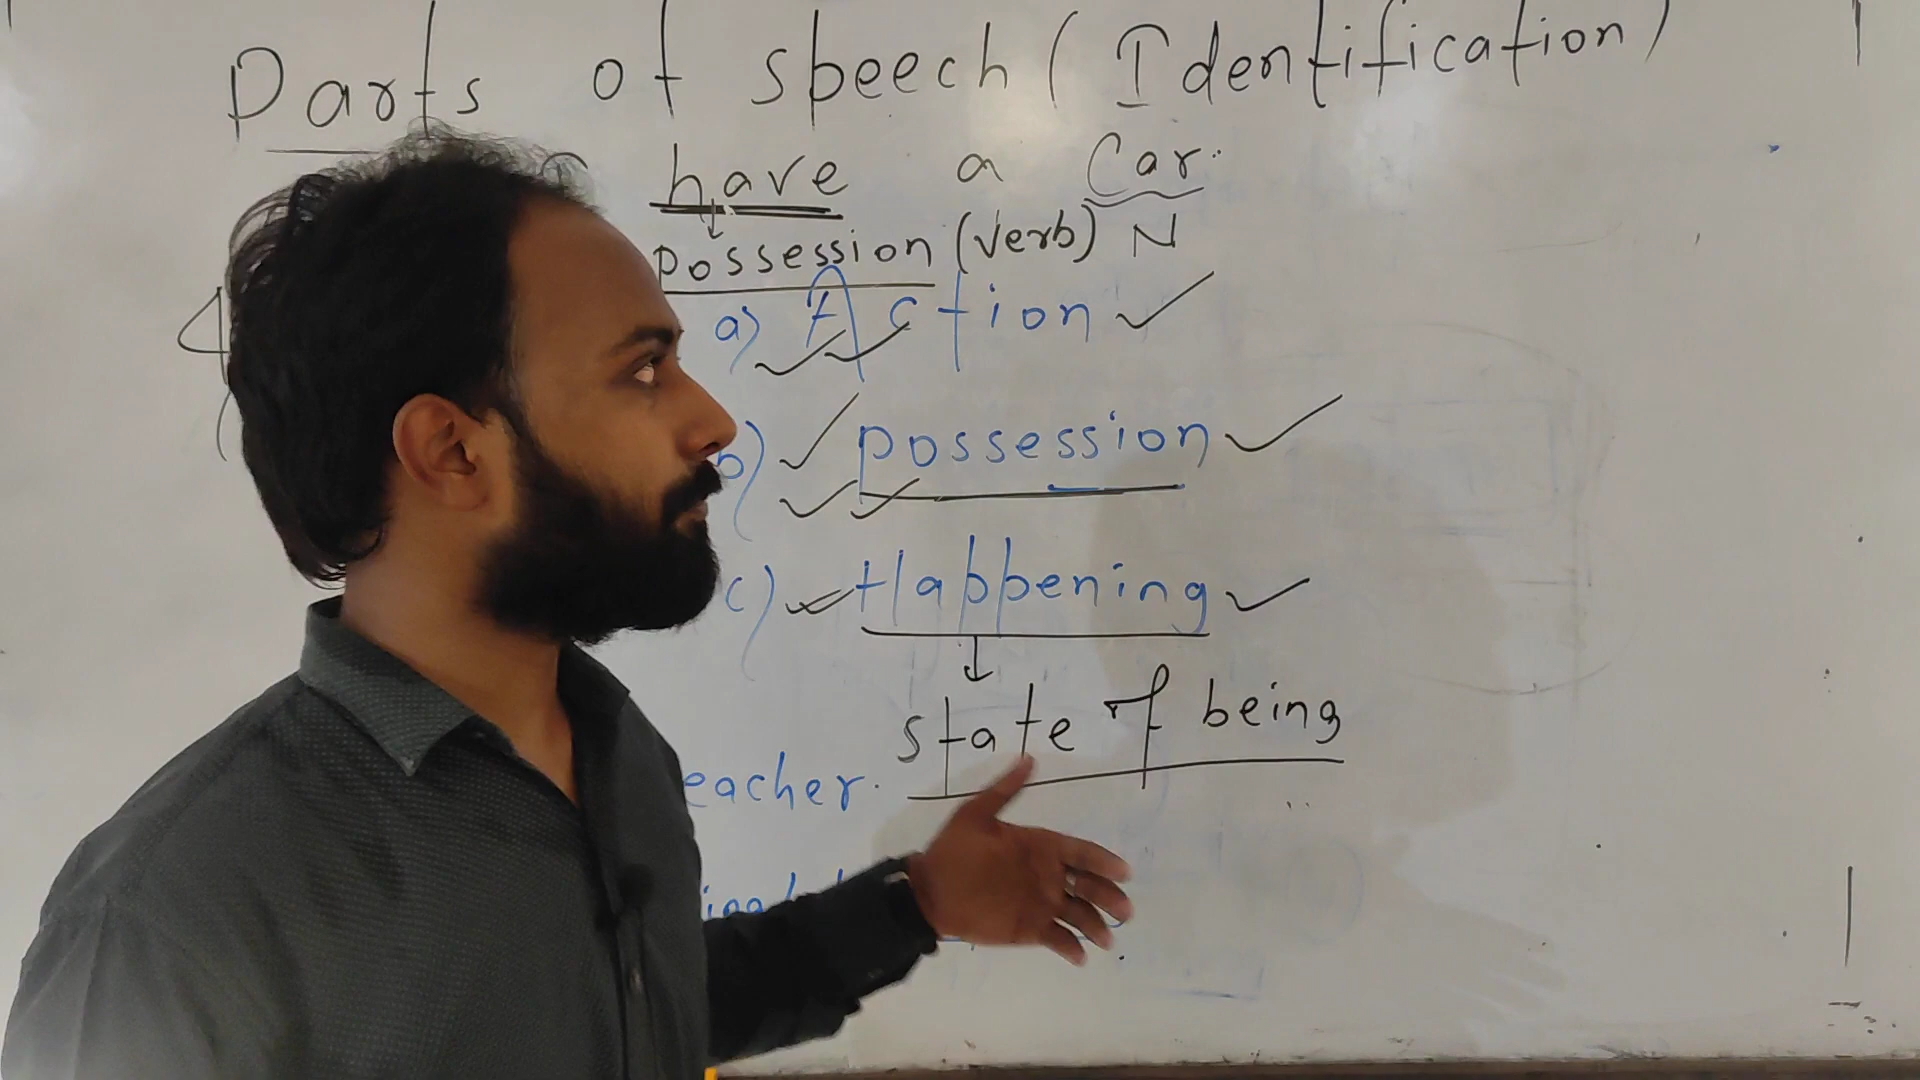 Parts of speech (Identification)
have a Car.
Possession (verb) N
a) Action
b) Possession
c) Happening
state of being
eacher.